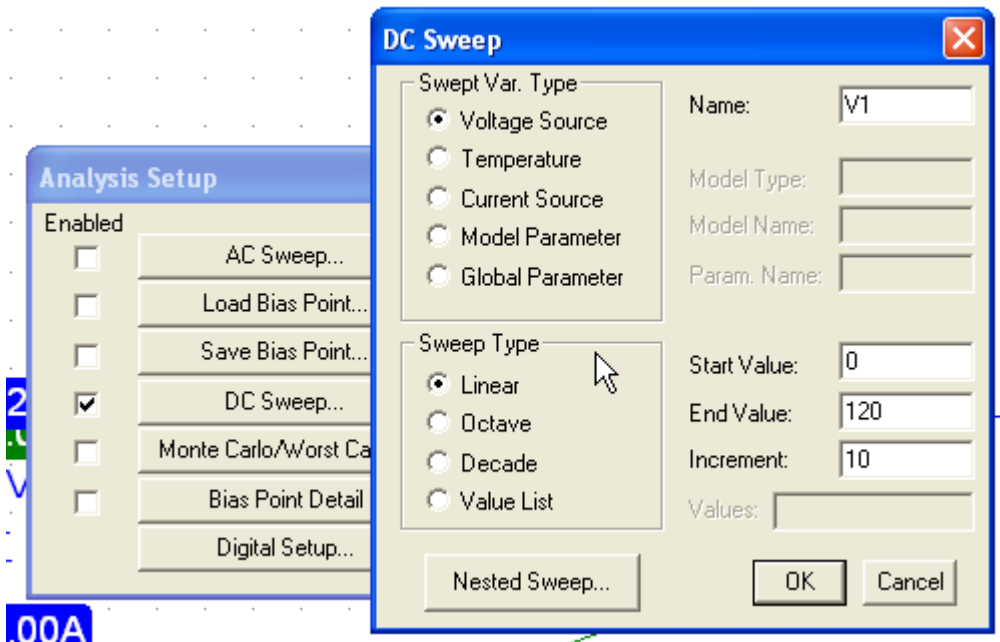 DC Sweep
Swept Var. Type
Voltage Source
Temperature
Current Source
Model Parameter
Global Parameter
Name: V1
Model Type:
Model Name:
Param. Name:
Sweep Type
Linear
Octave
Decade
Value List
Start Value: 0
End Value: 120
Increment: 10
Values:
Nested Sweep...
OK
Cancel
Analysis Setup
Enabled
AC Sweep...
Load Bias Point...
Save Bias Point...
DC Sweep...
Monte Carlo/Worst Ca
Bias Point Detail
Digital Setup...
2
V
.00A